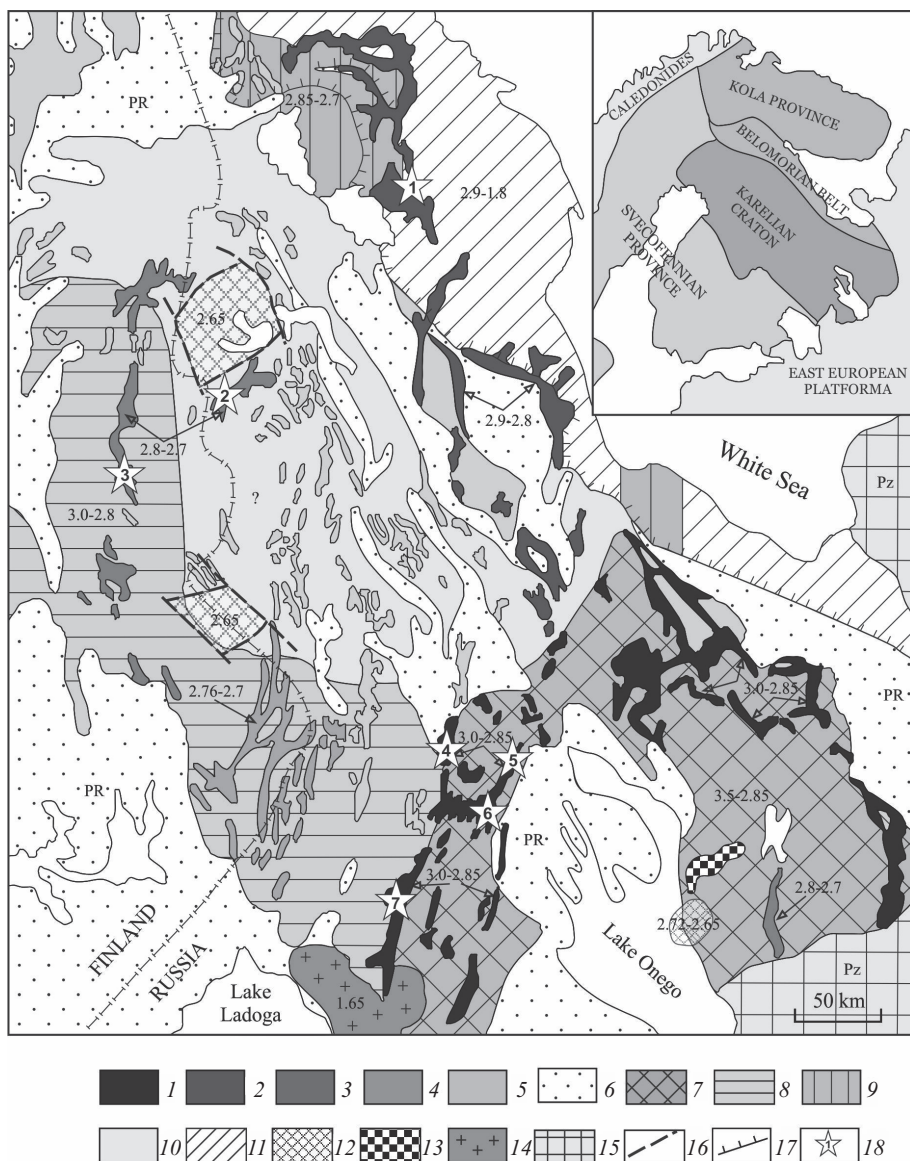 PR
2.85-2.7
1
2.9-1.8
2.65
2
2.8-2.7
3
3.0-2.8
?
2.9-2.8
White Sea
Pz
2.65
2.76-2.7
3.0-2.85
PR
4
3.0-2.85
5
6
PR
3.5-2.85
PR
3.0-2.85
7
2.8-2.7
2.72-2.65
FINLAND
RUSSIA
Lake
Ladoga
1.65
Lake Onego
Pz
50 km
CALEDONIDES
KOLA PROVINCE
BELOMORIAN BELT
KARELIAN
CRATON
SVECOFENNIAN
PROVINCE
EAST EUROPEAN
PLATFORMA
1 2 3 4 5 6 7 8 9
10 11 12 13 14 15 16 17 1 18